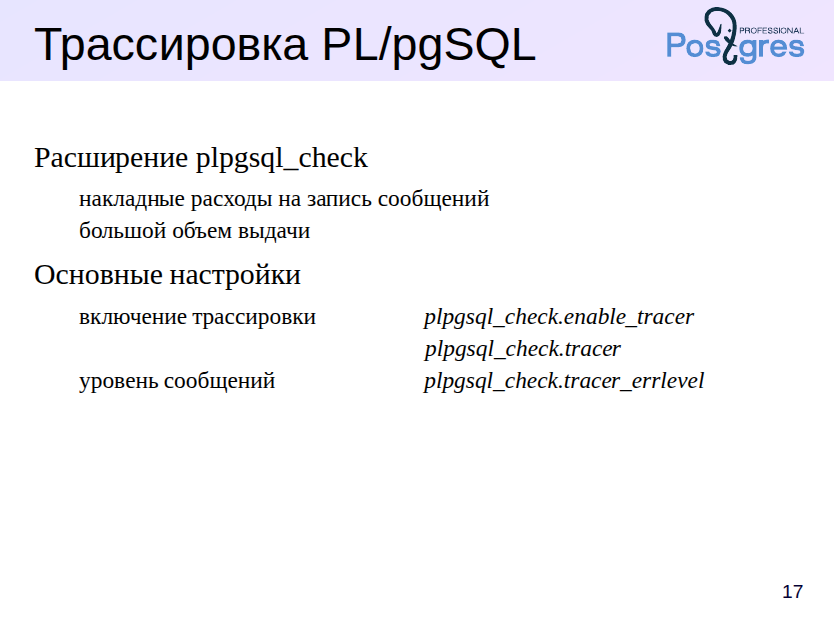 Трассировка PL/pgSQL
PROFESSIONAL
Postgres
Расширение plpgsql_check
накладные расходы на запись сообщений
большой объем выдачи
Основные настройки
включение трассировки plpgsql_check.enable_tracer
plpgsql_check.tracer
уровень сообщений plpgsql_check.tracer_errlevel
17